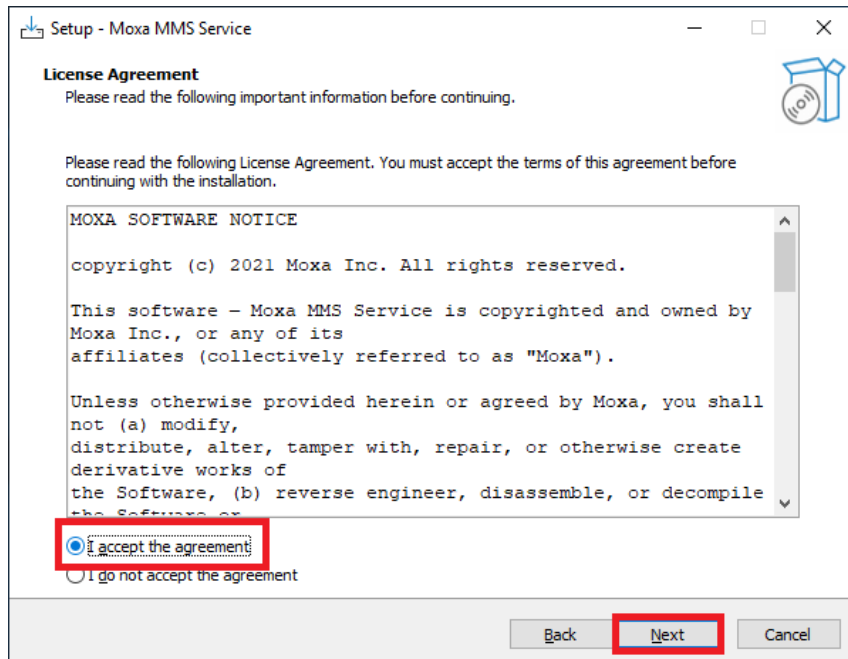 Setup - Moxa MMS Service
License Agreement
Please read the following important information before continuing.
Please read the following License Agreement. You must accept the terms of this agreement before
continuing with the installation.
MOXA SOFTWARE NOTICE
copyright (c) 2021 Moxa Inc. All rights reserved.
This software – Moxa MMS Service is copyrighted and owned by
Moxa Inc., or any of its
affiliates (collectively referred to as "Moxa").
Unless otherwise provided herein or agreed by Moxa, you shall
not (a) modify,
distribute, alter, tamper with, repair, or otherwise create
derivative works of
the Software, (b) reverse engineer, disassemble, or decompile
the Software or
I accept the agreement
I do not accept the agreement
Back
Next
Cancel